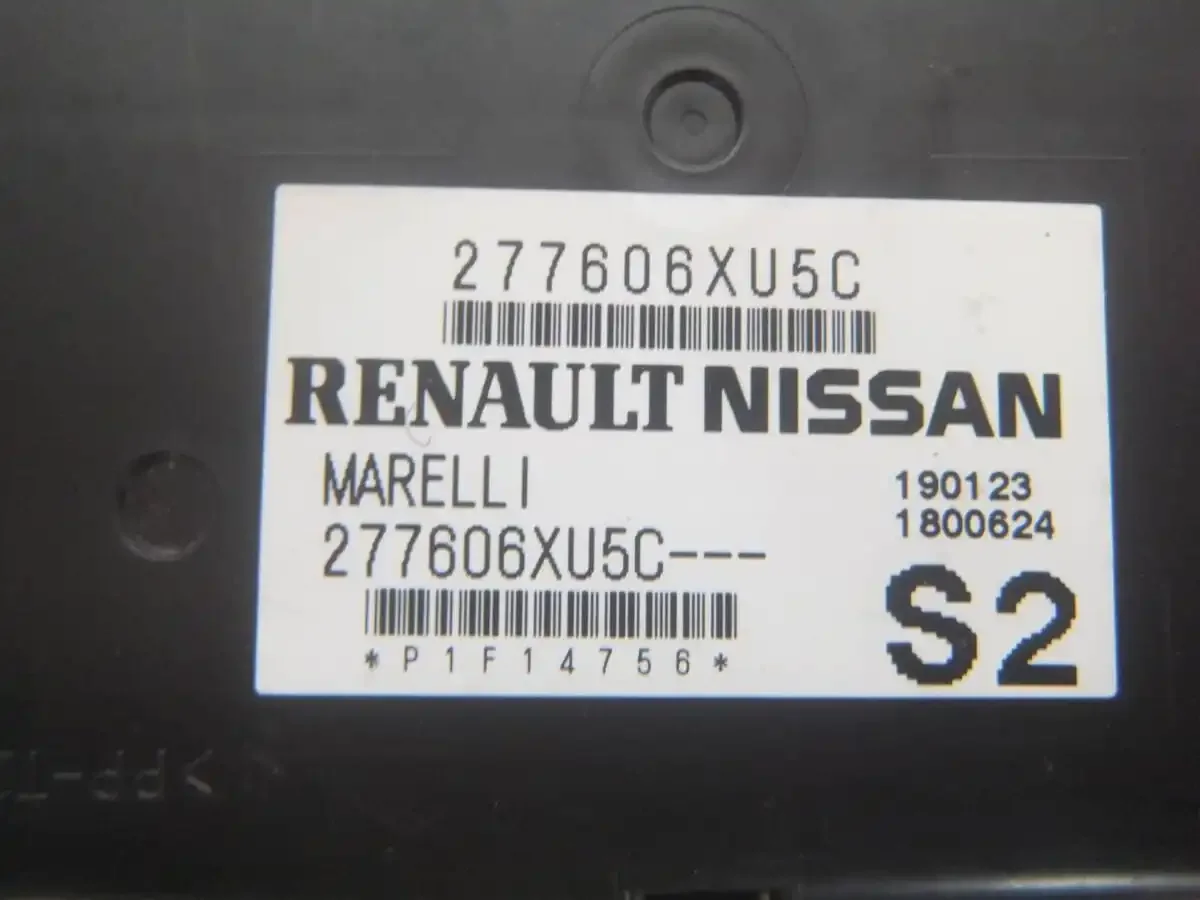 277606XU5C
RENAULT NISSAN
MARELLI
190123
1800624
277606XU5C---
S2
*P1F14756*